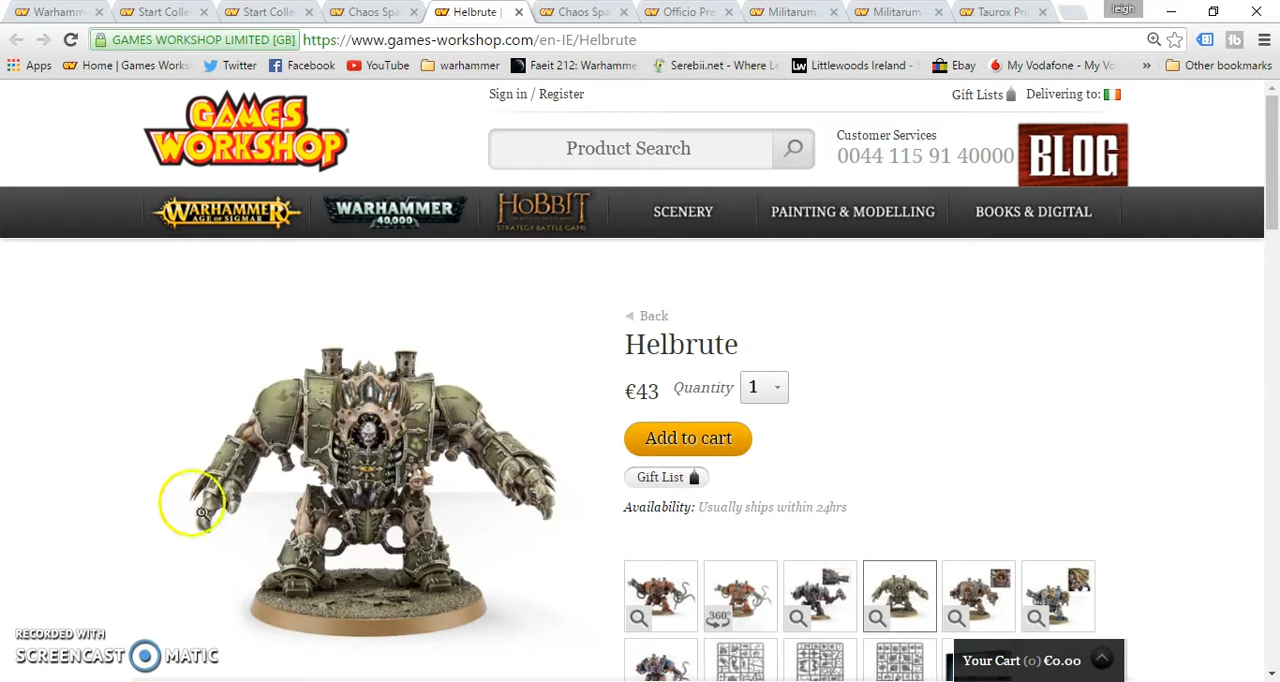 Warhamm
Start Colle
Start Colle
Chaos Spa
Helbrute |
Chaos Spa
Officio Pre
Militarum
Militarum
Taurox Pri
leigh
GAMES WORKSHOP LIMITED [GB]
https://www.games-workshop.com/en-IE/Helbrute
Apps
Home | Games Works
Twitter
Facebook
YouTube
warhammer
Faeit 212: Warhamme
Serebii.net - Where Le
Littlewoods Ireland -
Ebay
My Vodafone - My Vo
»
Other bookmarks
GAMES WORKSHOP
Sign in / Register
Gift Lists
Delivering to:
Product Search
Customer Services
0044 115 91 40000
BLOG
WARHAMMER
AGE OF SIGMAR
WARHAMMER
40,000
THE HOBBIT
STRATEGY BATTLE GAME
SCENERY
PAINTING & MODELLING
BOOKS & DIGITAL
Back
Helbrute
€43 Quantity 1
Add to cart
Gift List
Availability: Usually ships within 24hrs
360°
Your Cart (0) €0.00
RECORDED WITH
SCREENCAST MATIC